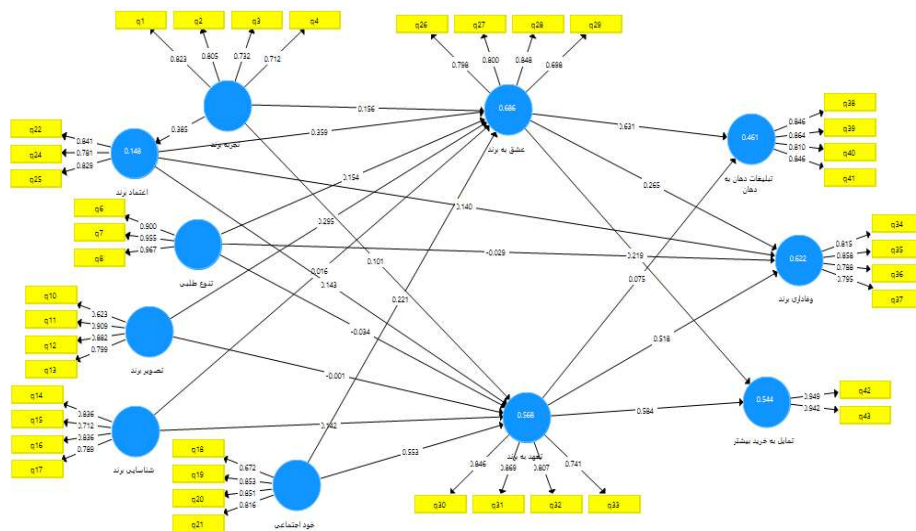 q1
q2
q3
q4
q26
q27
q28
q29
0.823
0.805
0.732
0.712
0.798
0.800
0.848
0.698
تجربه برند
0.686
عشق به برند
q22
q24
q25
0.841
0.781
0.829
0.148
اعتماد برند
0.385
0.156
0.359
0.154
0.295
0.016
0.101
0.143
0.221
0.631
0.265
0.140
-0.029
0.219
0.075
0.461
تبلیغات دهان به
دهان
q38
q39
q40
q41
0.846
0.864
0.810
0.846
q6
q7
q8
0.900
0.955
0.967
تنوع طلبی
-0.034
0.622
وفاداری برند
q34
q35
q36
q37
0.815
0.858
0.788
0.795
q10
q11
q12
q13
0.623
0.909
0.882
0.799
تصویر برند
-0.001
0.518
q14
q15
q16
q17
0.836
0.712
0.836
0.789
شناسایی برند
0.553
0.568
تعهد به برند
0.584
0.544
تمایل به خرید بیشتر
q42
q43
0.949
0.942
q18
q19
q20
q21
0.672
0.853
0.851
0.816
خود اجتماعی
0.846
0.869
0.807
0.741
q30
q31
q32
q33